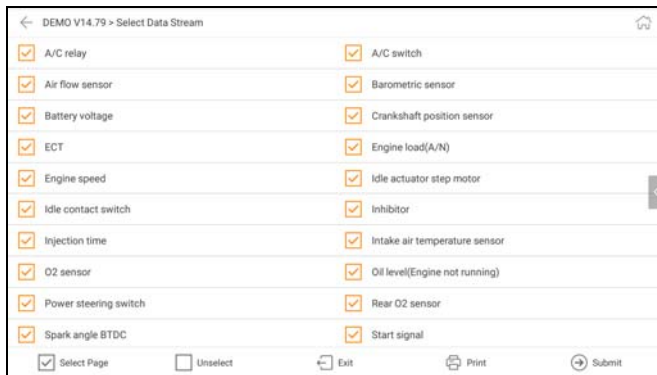 DEMO V14.79 > Select Data Stream
A/C relay
A/C switch
Air flow sensor
Barometric sensor
Battery voltage
Crankshaft position sensor
ECT
Engine load(A/N)
Engine speed
Idle actuator step motor
Idle contact switch
Inhibitor
Injection time
Intake air temperature sensor
O2 sensor
Oil level(Engine not running)
Power steering switch
Rear O2 sensor
Spark angle BTDC
Start signal
Select Page
Unselect
Exit
Print
Submit